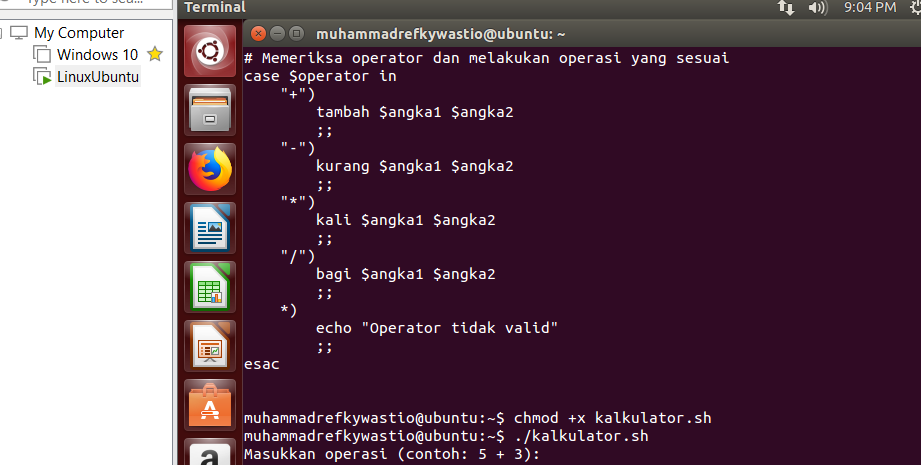 Type here to sea...
My Computer
Windows 10
LinuxUbuntu
Terminal
9:04 PM
muhammadrefkywastio@ubuntu: ~
# Memeriksa operator dan melakukan operasi yang sesuai
case $operator in
    "+")
        tambah $angka1 $angka2
        ;;
    "-")
        kurang $angka1 $angka2
        ;;
    "*")
        kali $angka1 $angka2
        ;;
    "/")
        bagi $angka1 $angka2
        ;;
    *)
        echo "Operator tidak valid"
        ;;
esac
muhammadrefkywastio@ubuntu:~$ chmod +x kalkulator.sh
muhammadrefkywastio@ubuntu:~$ ./kalkulator.sh
Masukkan operasi (contoh: 5 + 3):